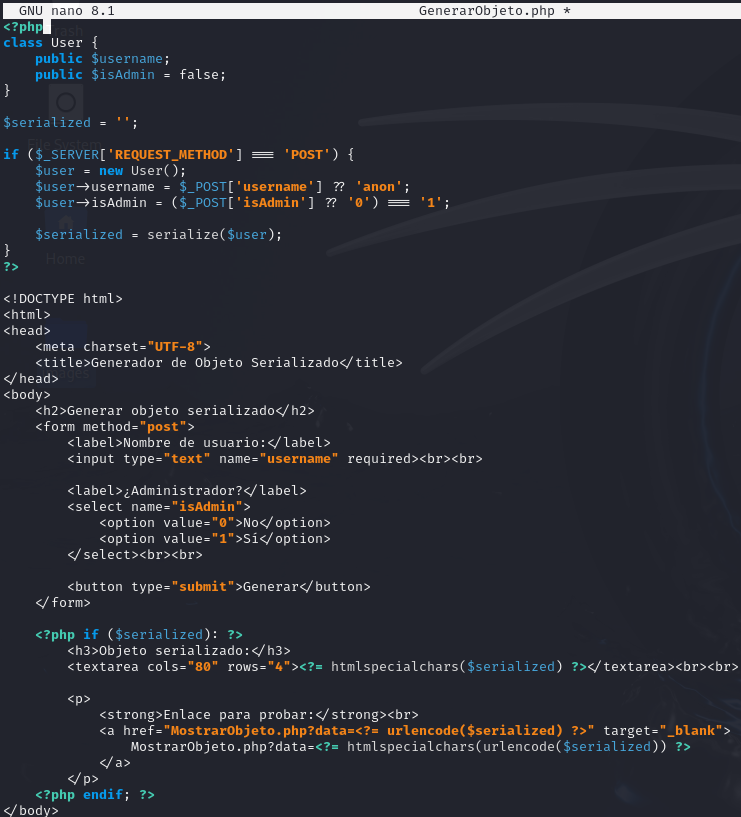 GNU nano 8.1 GenerarObjeto.php *
<?php
class User {
    public $username;
    public $isAdmin = false;
}

$serialized = '';

if ($_SERVER['REQUEST_METHOD'] === 'POST') {
    $user = new User();
    $user->username = $_POST['username'] ?? 'anon';
    $user->isAdmin = ($_POST['isAdmin'] ?? '0') === '1';

    $serialized = serialize($user);
}
?>

<!DOCTYPE html>
<html>
<head>
    <meta charset="UTF-8">
    <title>Generador de Objeto Serializado</title>
</head>
<body>
    <h2>Generar objeto serializado</h2>
    <form method="post">
        <label>Nombre de usuario:</label>
        <input type="text" name="username" required><br><br>

        <label>¿Administrador?</label>
        <select name="isAdmin">
            <option value="0">No</option>
            <option value="1">Sí</option>
        </select><br><br>

        <button type="submit">Generar</button>
    </form>

    <?php if ($serialized): ?>
        <h3>Objeto serializado:</h3>
        <textarea cols="80" rows="4"><?= htmlspecialchars($serialized) ?></textarea><br><br>

        <p>
            <strong>Enlace para probar:</strong><br>
            <a href="MostrarObjeto.php?data=<?= urlencode($serialized) ?>" target="_blank">
                MostrarObjeto.php?data=<?= htmlspecialchars(urlencode($serialized)) ?>
            </a>
        </p>
    <?php endif; ?>
</body>
File System
Home